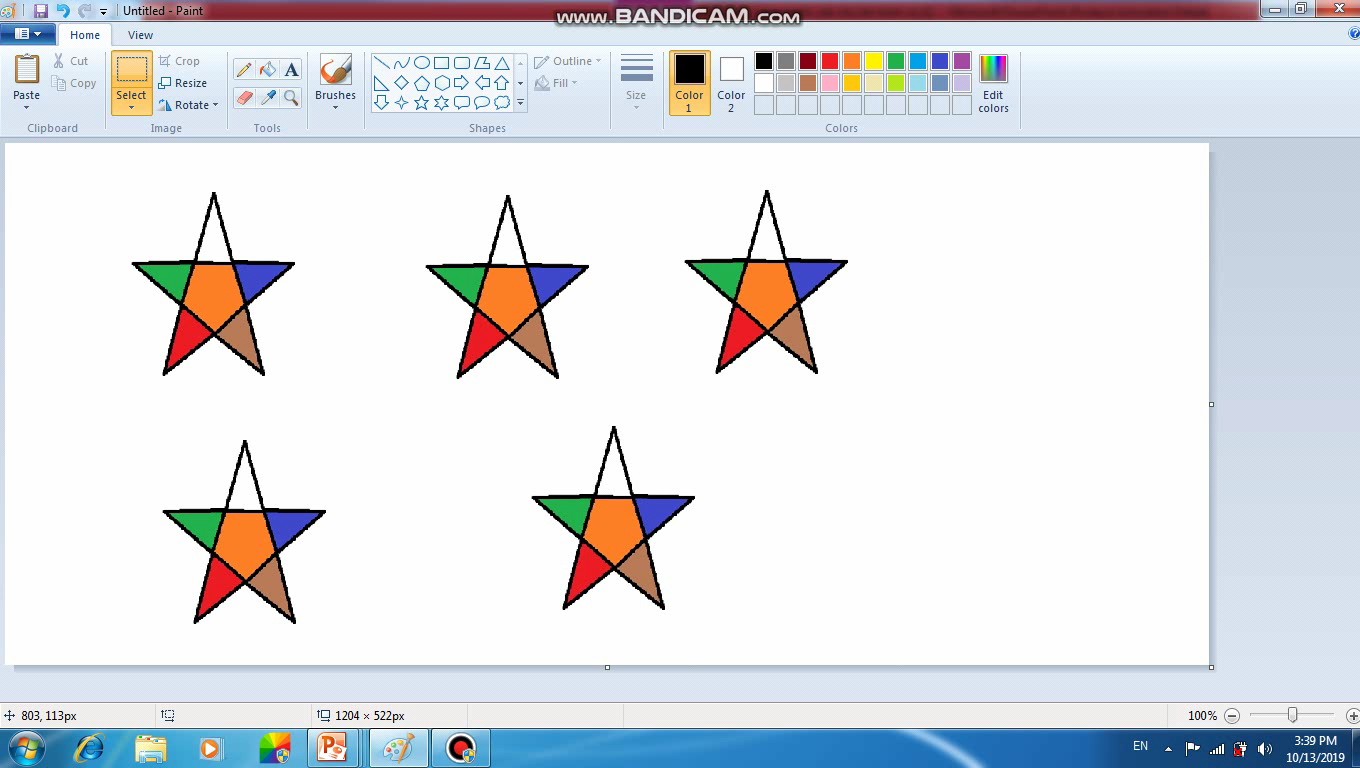 Untitled - Paint
WWW.BANDICAM.COM
Home View
Paste
Cut
Copy
Clipboard
Select
Crop
Resize
Rotate
Image
A
Tools
Brushes
Outline
Fill
Shapes
Size
Color 1
Color 2
Edit colors
Colors
803, 113px
1204 × 522px
100%
EN
3:39 PM
10/13/2019